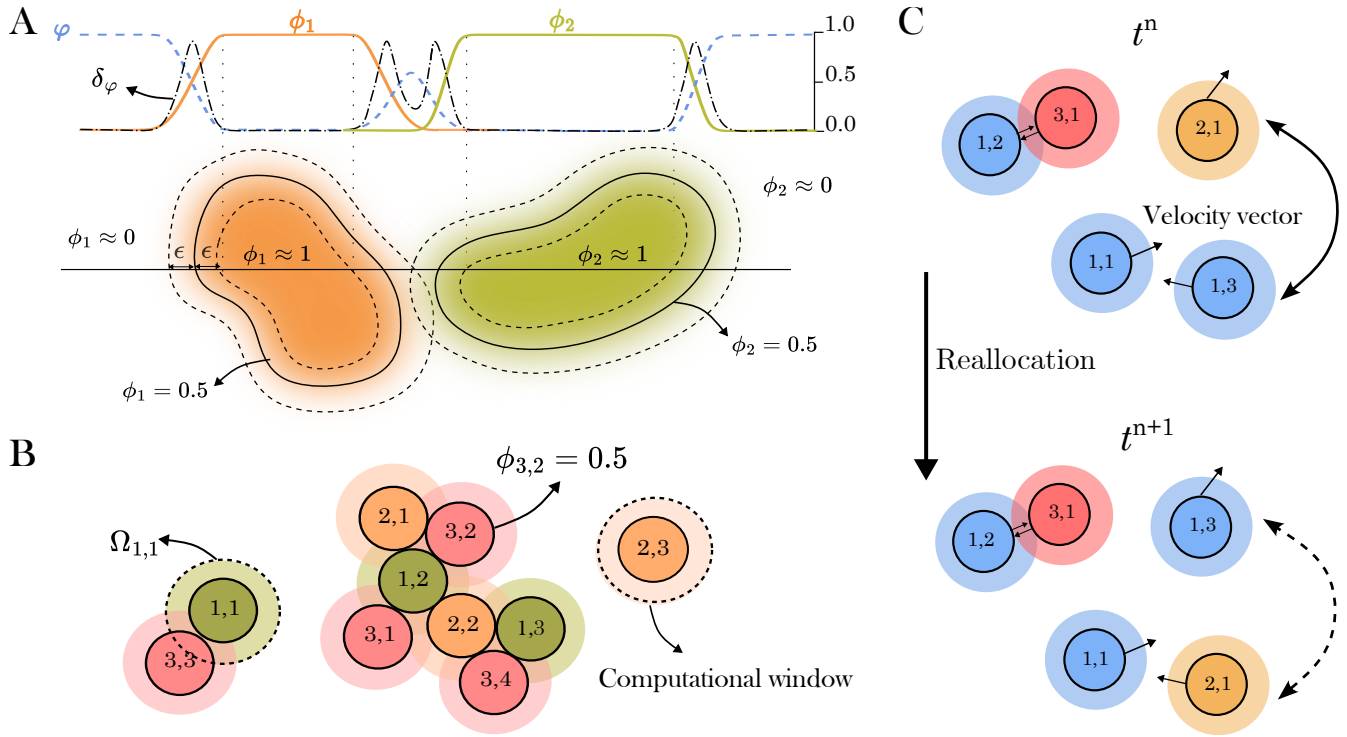 A
φ
ϕ₁
ϕ₂
1.0
0.5
0.0
δ_φ
ϕ₁ ≈ 0
ϵ
ϵ
ϕ₁ ≈ 1
ϕ₂ ≈ 1
ϕ₂ ≈ 0
ϕ₁ = 0.5
ϕ₂ = 0.5
B
Ω₁,₁
1,1
3,3
ϕ₃,₂ = 0.5
2,1
3,2
1,2
3,1
2,2
1,3
3,4
2,3
Computational window
C
tⁿ
1,2
3,1
2,1
Velocity vector
1,1
1,3
Reallocation
tⁿ⁺¹
1,2
3,1
1,3
1,1
2,1